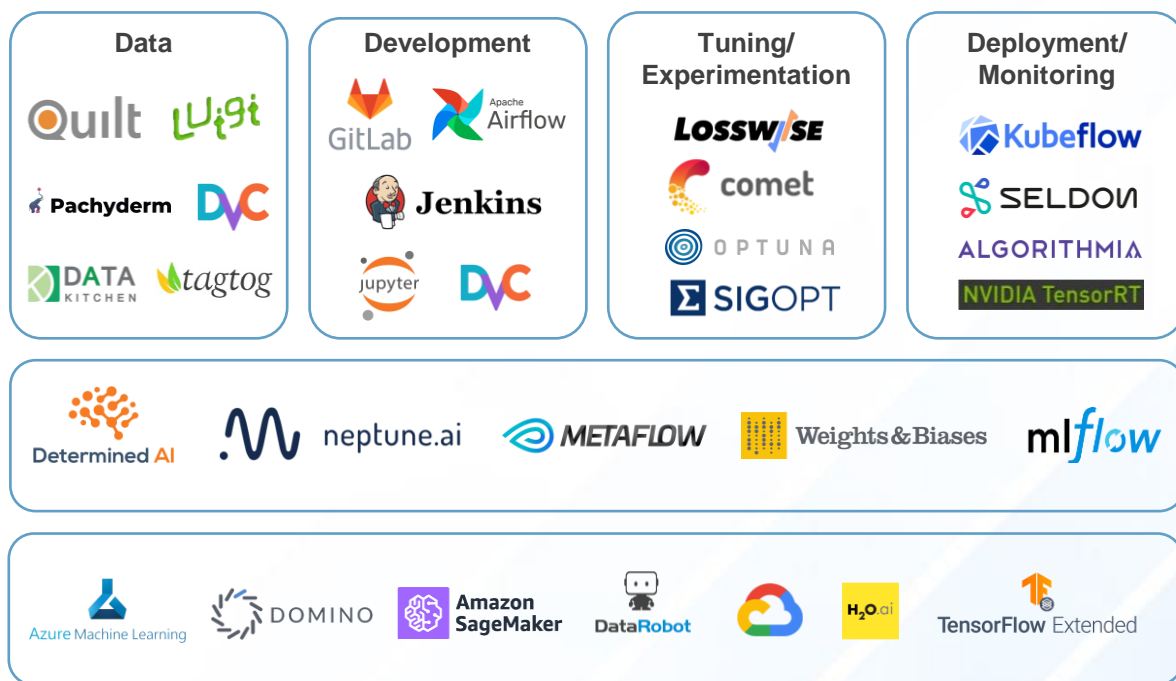 Data
Quilt
Luigi
Pachyderm
DVC
DATA
KITCHEN
tagtog
Development
GitLab
Apache
Airflow
Jenkins
jupyter
DVC
Tuning/
Experimentation
LOSSWISE
comet
OPTUNA
SIGOPT
Deployment/
Monitoring
Kubeflow
SELDON
ALGORITHMIA
NVIDIA TensorRT
Determined AI
neptune.ai
METAFLOW
Weights & Biases
mlflow
Azure Machine Learning
DOMINO
Amazon
SageMaker
DataRobot
H2O.ai
TensorFlow Extended